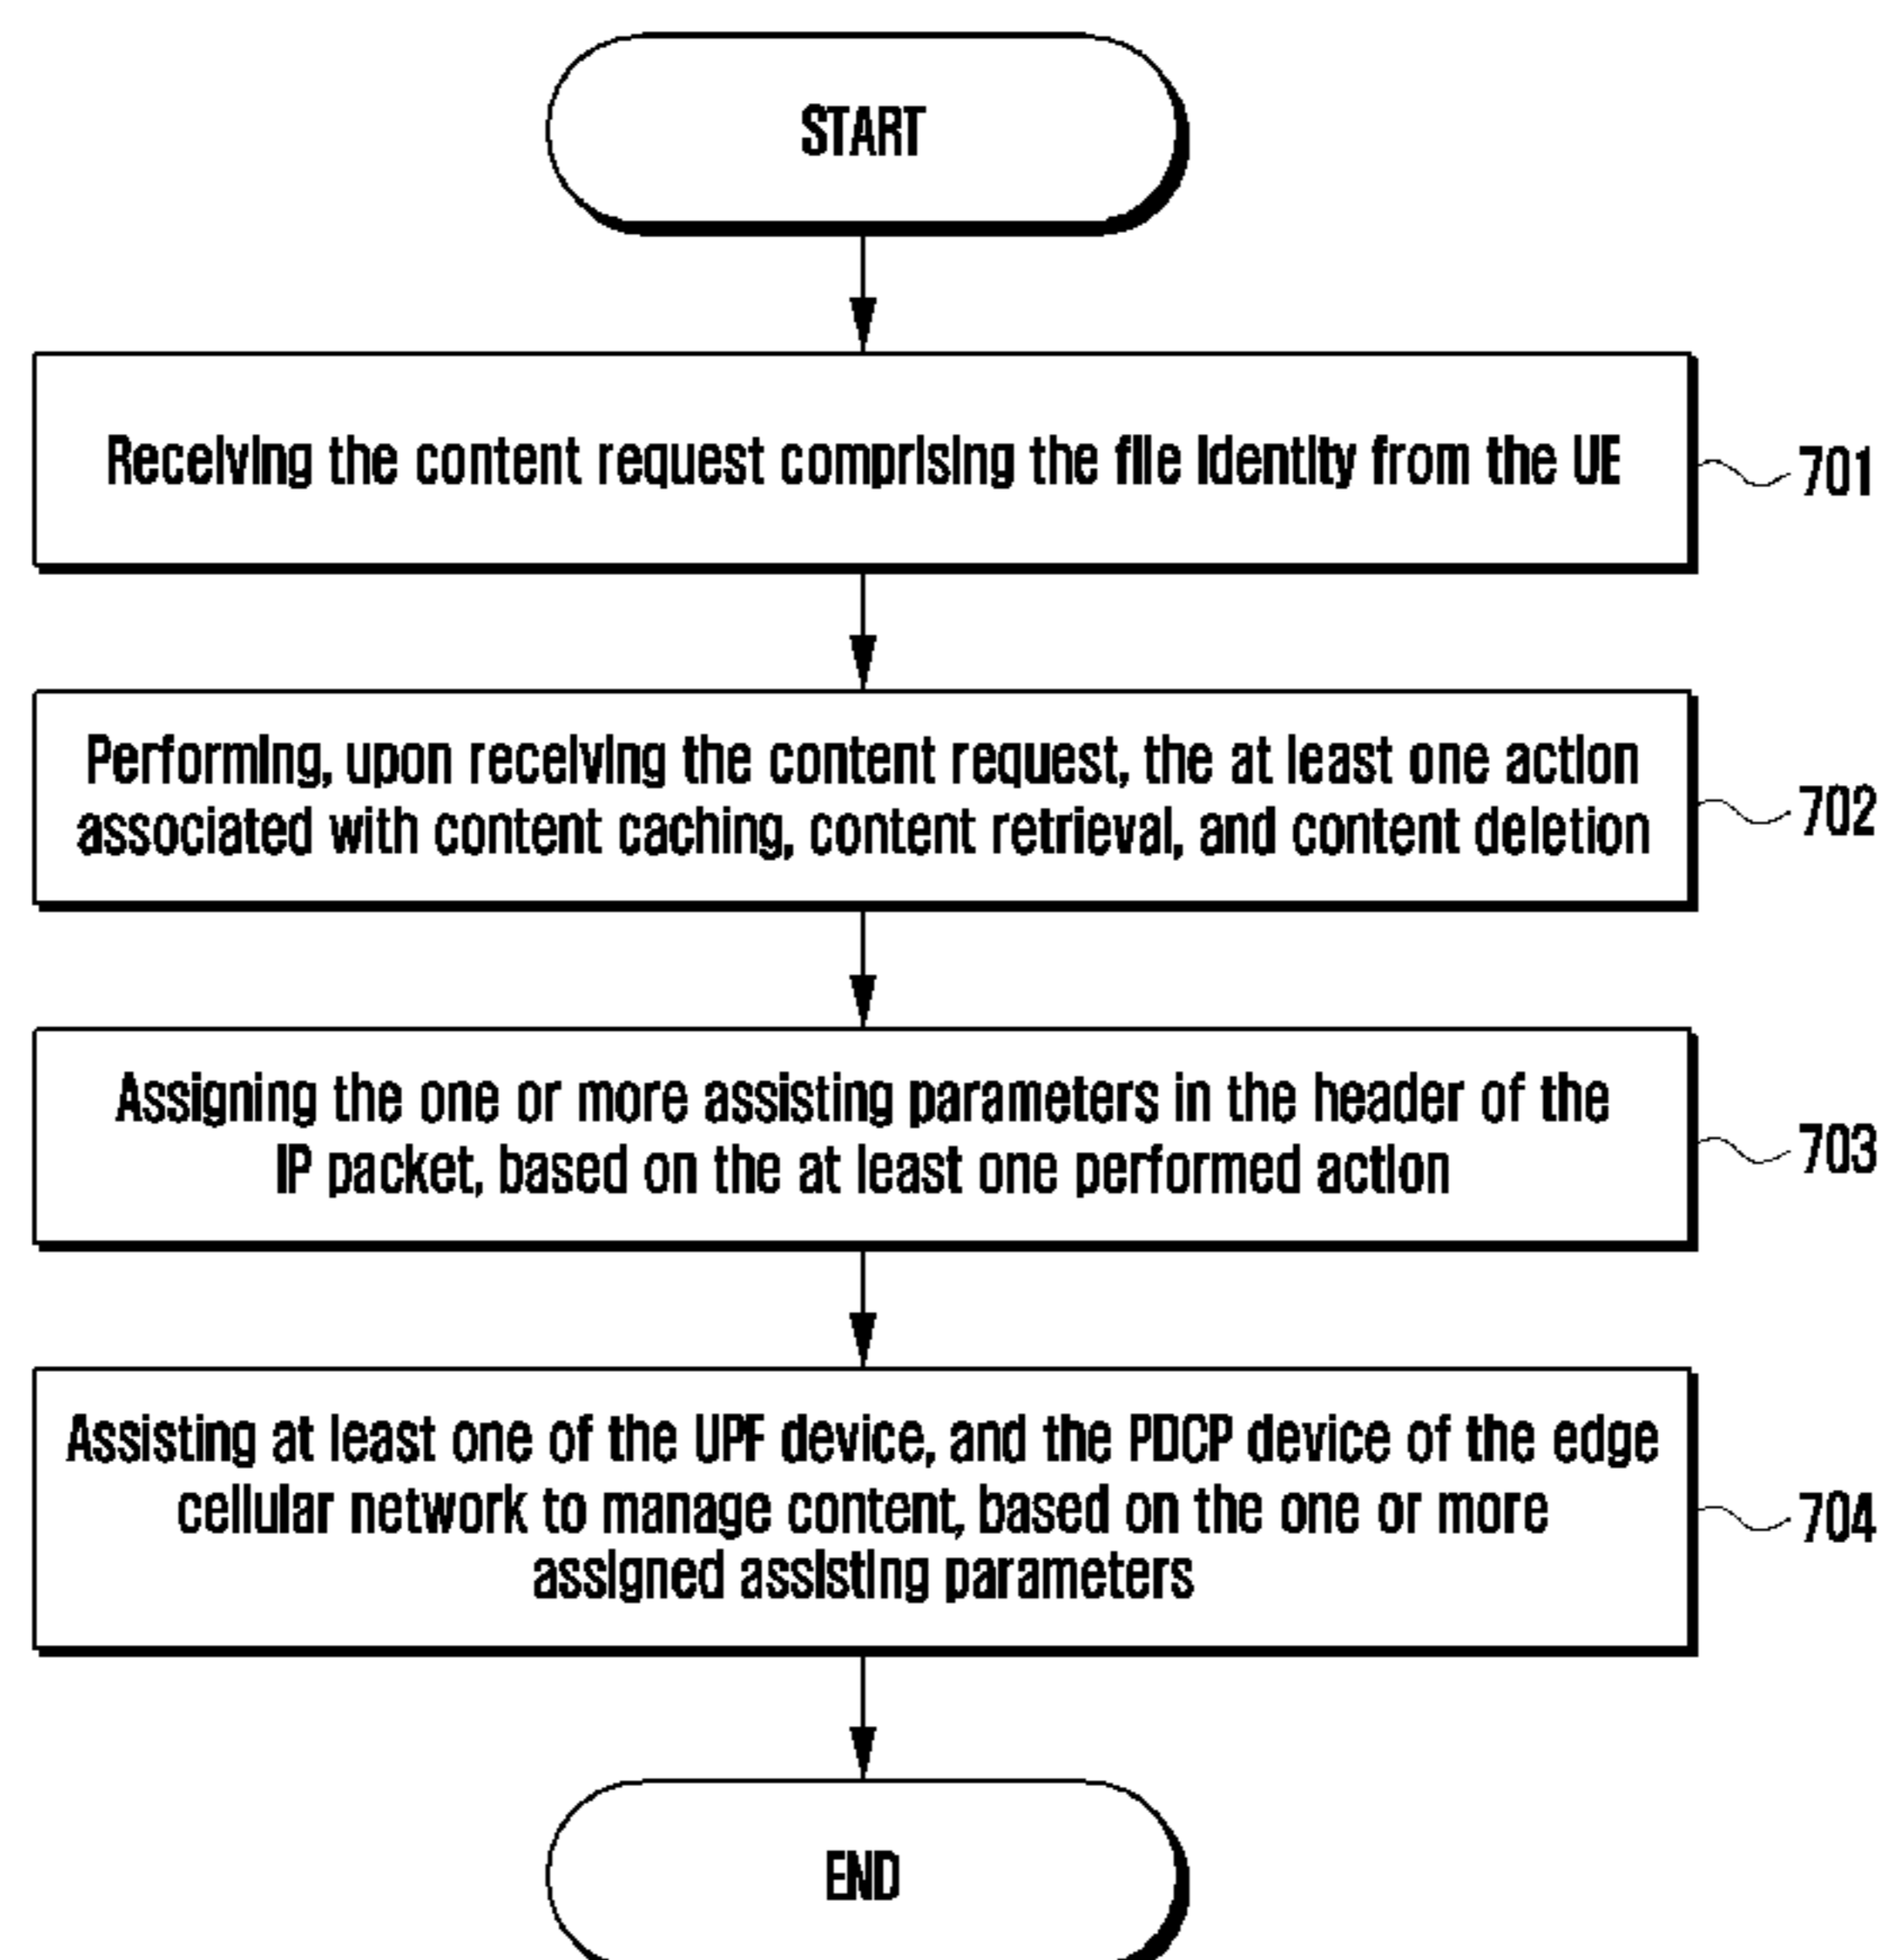 START
Receiving the content request comprising the file identity from the UE
701
Performing, upon receiving the content request, the at least one action
associated with content caching, content retrieval, and content deletion
702
Assigning the one or more assisting parameters in the header of the
IP packet, based on the at least one performed action
703
Assisting at least one of the UPF device, and the PDCP device of the edge
cellular network to manage content, based on the one or more
assigned assisting parameters
704
END